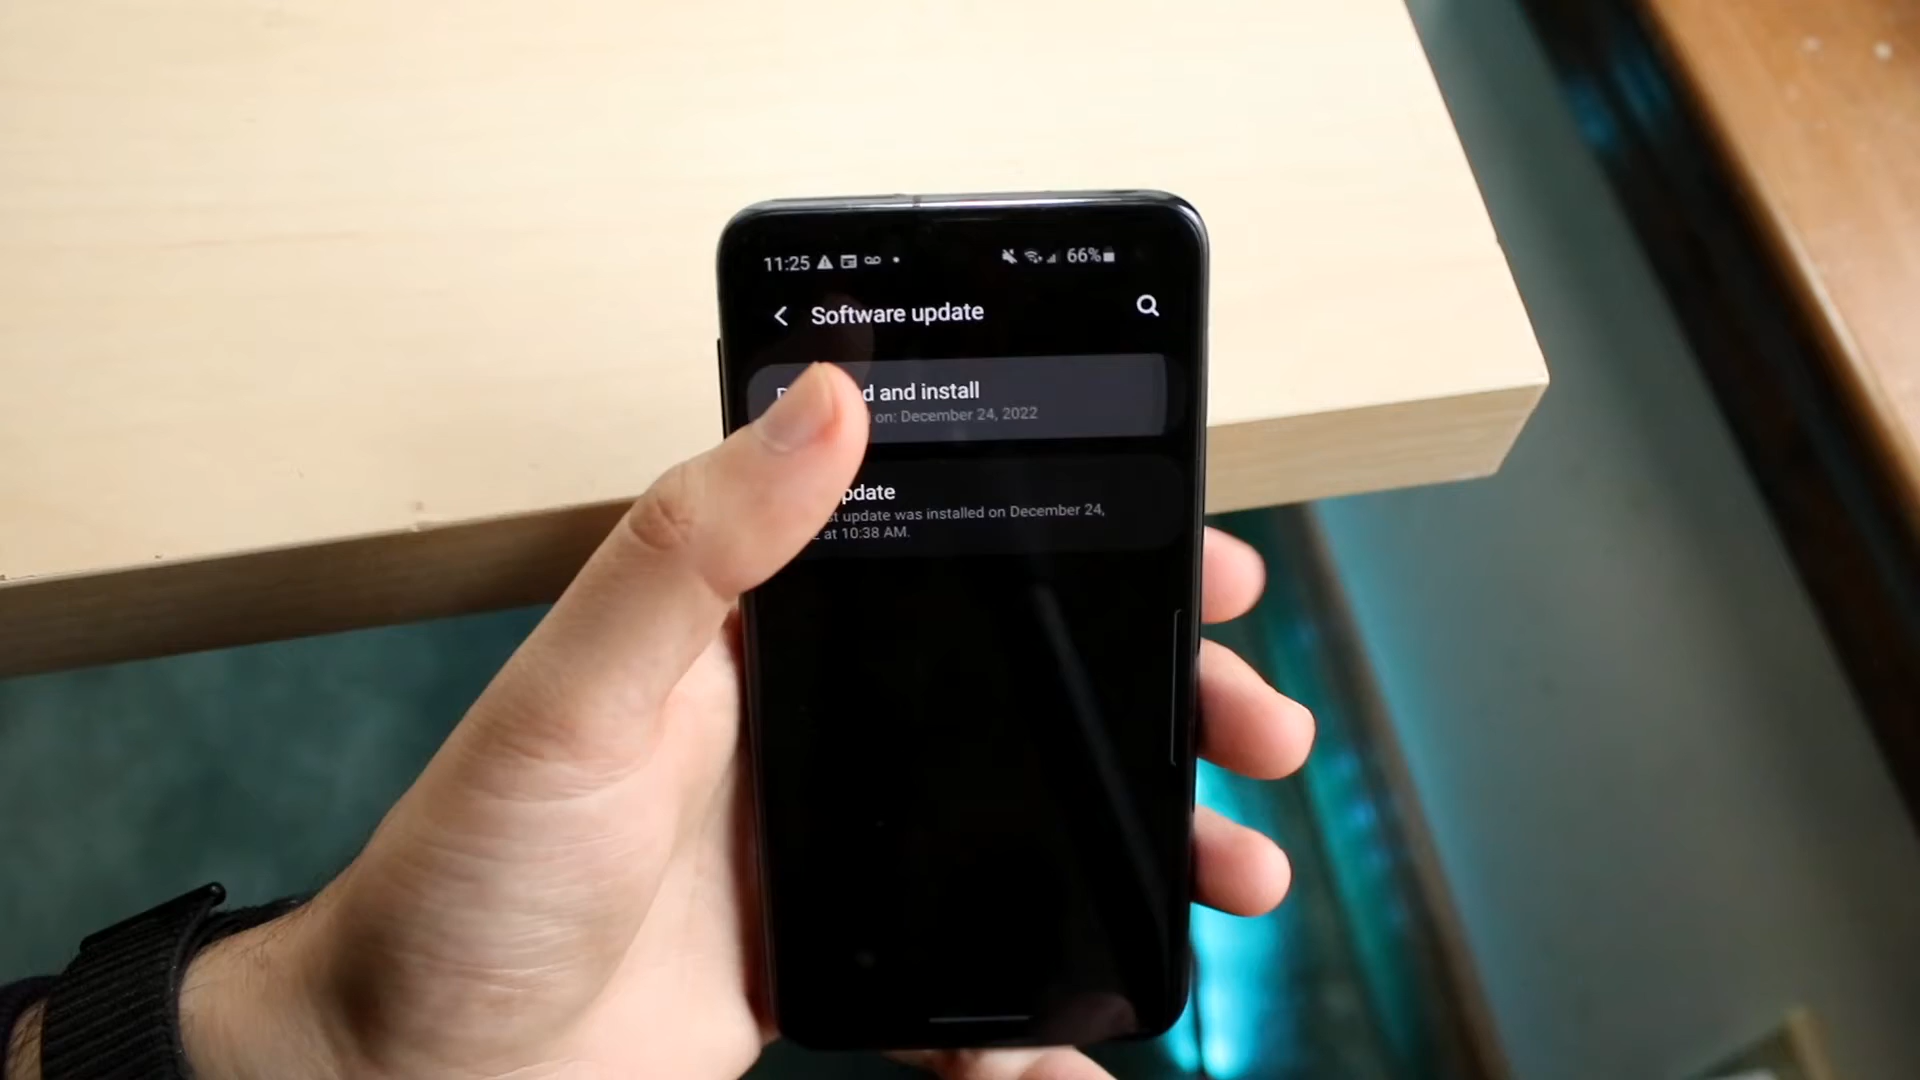 11:25
66%
Software update
d and install
on: December 24, 2022
pdate
st update was installed on December 24,
at 10:38 AM.